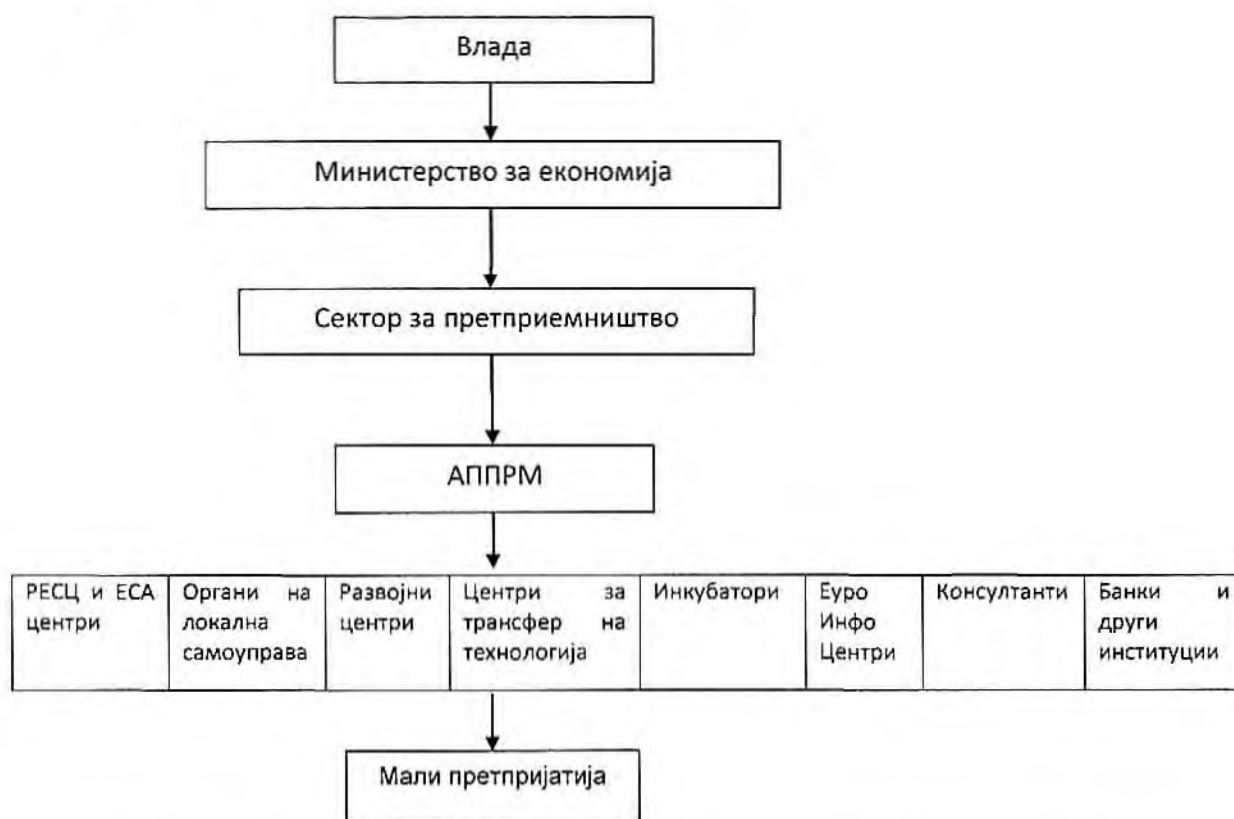 Влада
Министерство за економија
Сектор за претприемништво
АППРМ
РЕСЦ и ЕСА
центри
Органи на
локална
самоуправа
Развојни
центри
Центри за
трансфер на
технологија
Инкубатори
Еуро
Инфо
Центри
Консултанти
Банки и
други
институции
Мали претпријатија